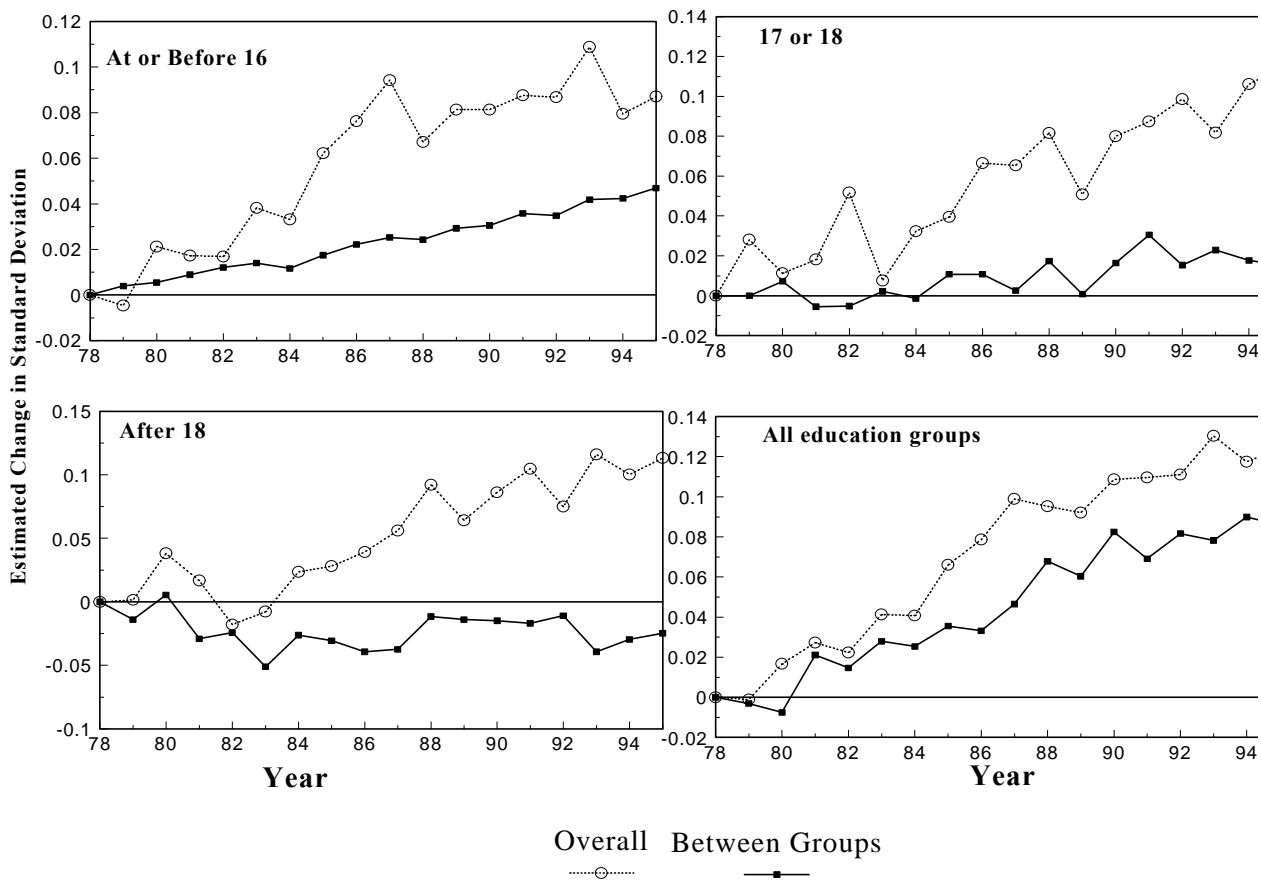 Estimated Change in Standard Deviation
At or Before 16
0.12
0.1
0.08
0.06
0.04
0.02
0
-0.02
78 80 82 84 86 88 90 92 94
17 or 18
0.14
0.12
0.1
0.08
0.06
0.04
0.02
0
-0.02
78 80 82 84 86 88 90 92 94
After 18
0.15
0.1
0.05
0
-0.05
-0.1
78 80 82 84 86 88 90 92 94
Year
All education groups
0.14
0.12
0.1
0.08
0.06
0.04
0.02
0
-0.02
78 80 82 84 86 88 90 92 94
Year
Overall Between Groups